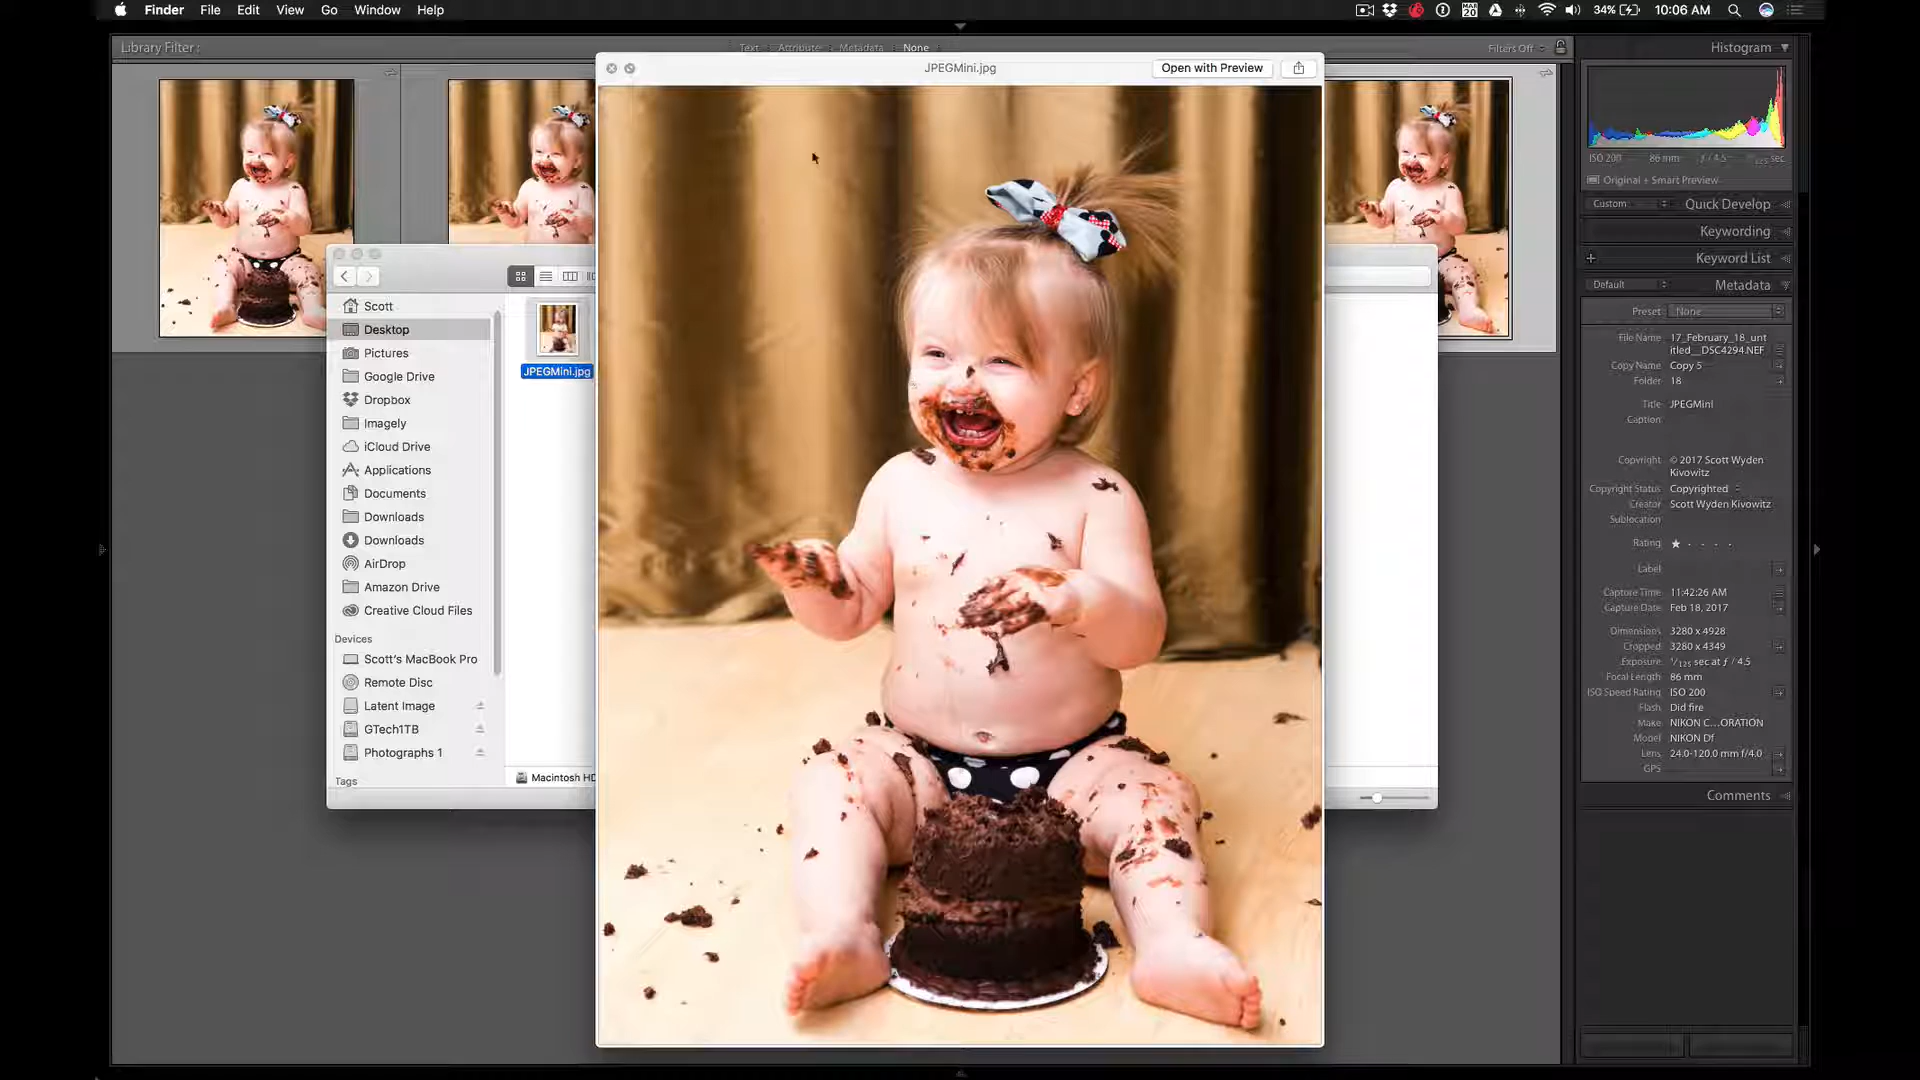 Finder File Edit View Go Window Help
MAR
20
34% 10:06 AM
Library Filter :
Text Attribute Metadata None
Filters Off
JPEGMini.jpg
Open with Preview
Scott
Desktop
Pictures
Google Drive
Dropbox
Imagely
iCloud Drive
Applications
Documents
Downloads
Downloads
AirDrop
Amazon Drive
Creative Cloud Files
Devices
Scott's MacBook Pro
Remote Disc
Latent Image
GTech1TB
Photographs 1
Tags
JPEGMini.jpg
Macintosh HD
Histogram
ISO 200 86 mm ƒ / 4.5 1/125 sec
Original + Smart Preview
Custom Quick Develop
Keywording
Keyword List
Default Metadata
Preset None
File Name 17_February_18_unt
itled__DSC4294.NEF
Copy Name Copy 5
Folder 18
Title JPEGMinI
Caption
Copyright © 2017 Scott Wyden
Kivowitz
Copyright Status Copyrighted
Creator Scott Wyden Kivowitz
Sublocation
Rating
Label
Capture Time 11:42:26 AM
Capture Date Feb 18, 2017
Dimensions 3280 x 4928
Cropped 3280 x 4349
Exposure 1/125 sec at ƒ / 4.5
Focal Length 86 mm
ISO Speed Rating ISO 200
Flash Did fire
Make NIKON C...ORATION
Model NIKON Df
Lens 24.0-120.0 mm f/4.0
GPS
Comments